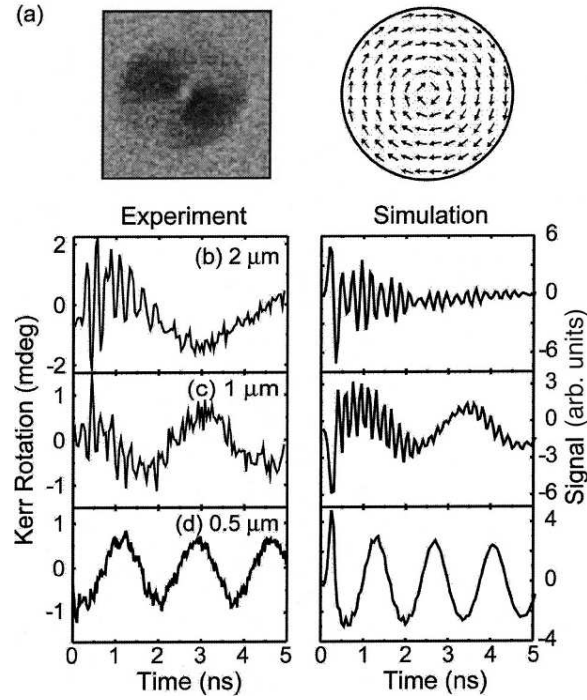 (a)
Experiment
Simulation
Kerr Rotation (mdeg)
2
0
-2
(b) 2 μm
6
0
-6
1
0
-1
(c) 1 μm
3
0
-3
-6
Signal (arb. units)
1
0
-1
(d) 0.5 μm
4
2
0
-2
-4
0 1 2 3 4 5
0 1 2 3 4 5
Time (ns)
Time (ns)